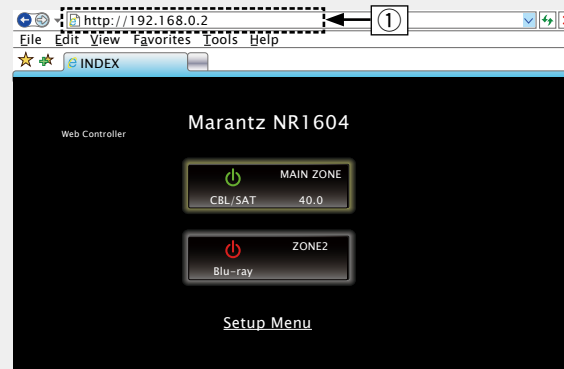 http://192.168.0.2 ①
File Edit View Favorites Tools Help
INDEX
Web Controller
Marantz NR1604
MAIN ZONE
CBL/SAT 40.0
ZONE2
Blu-ray
Setup Menu